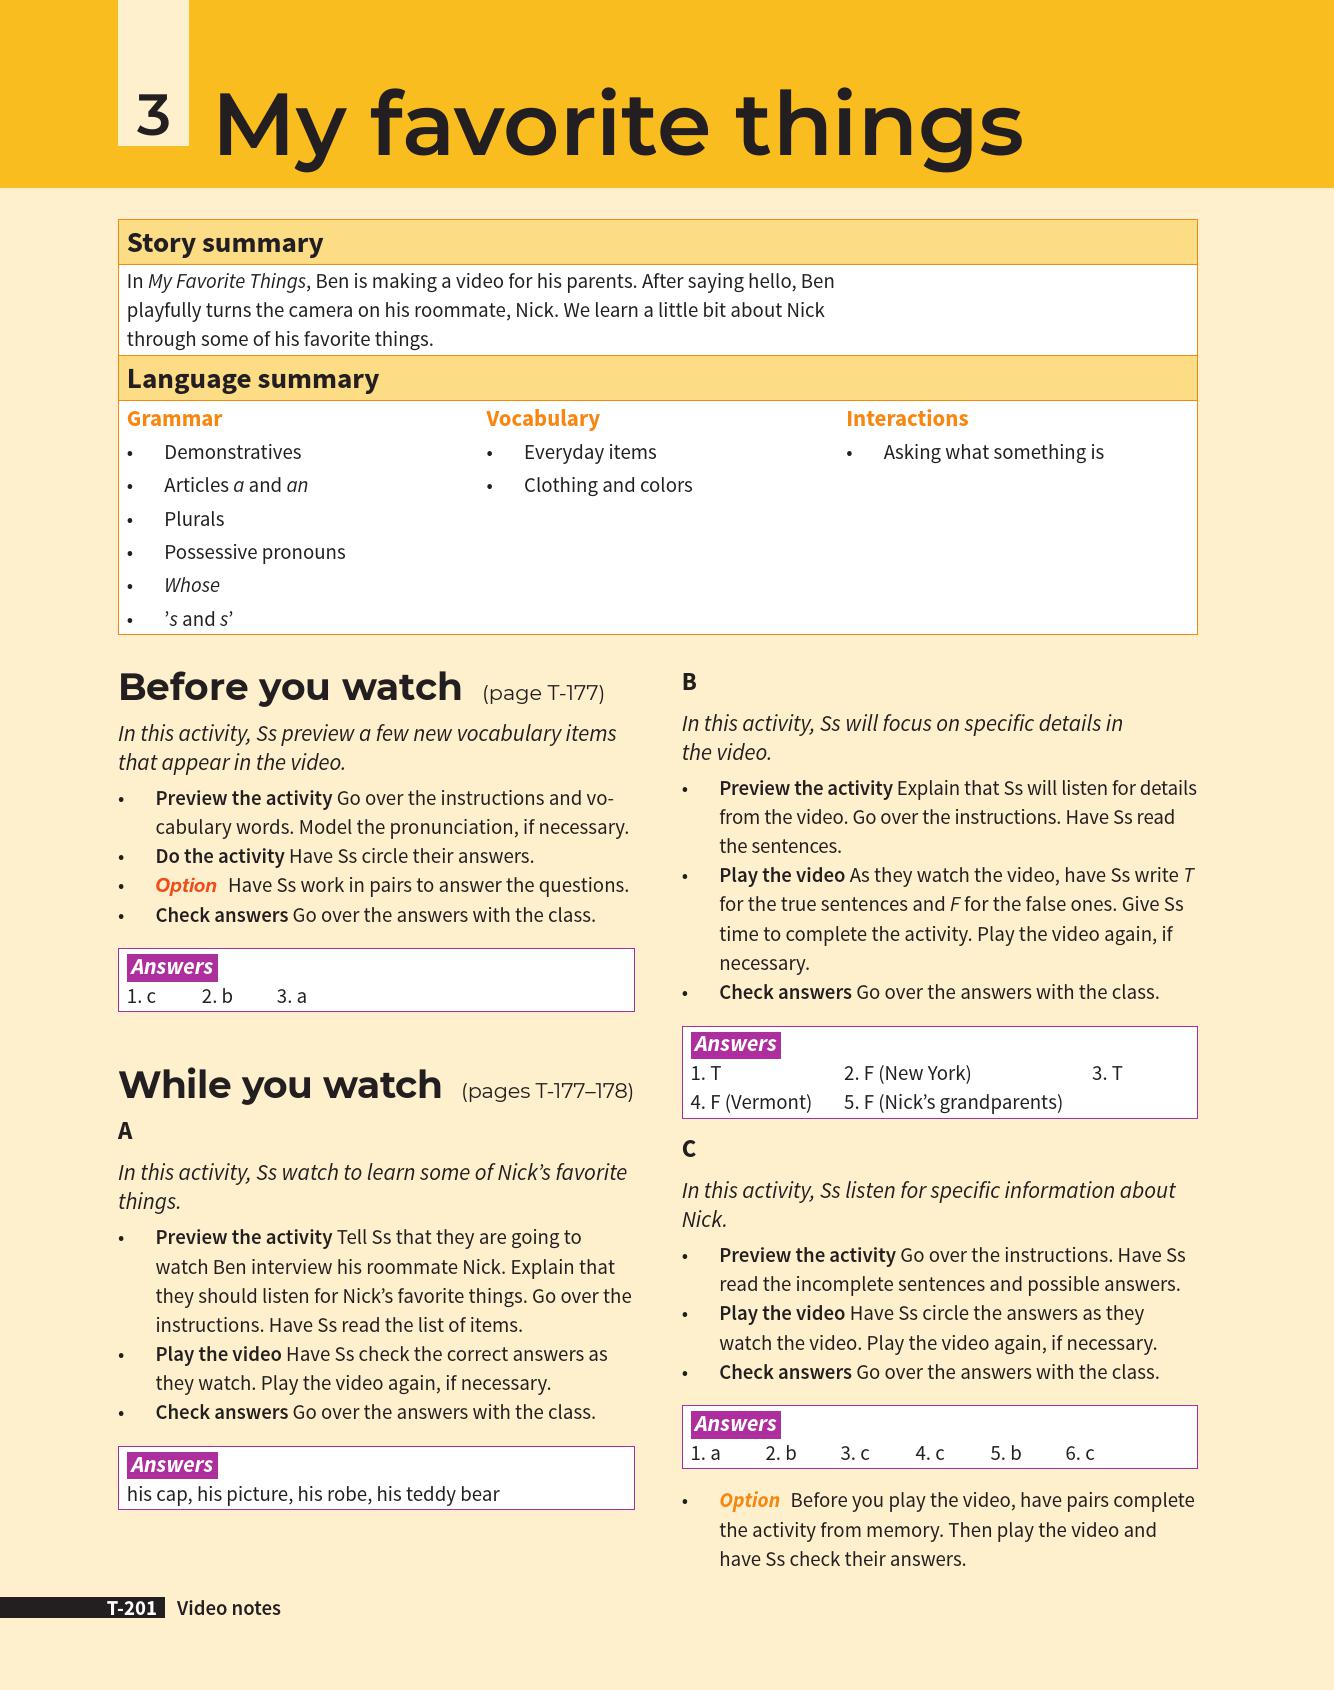 3
My favorite things
Story summary
In My Favorite Things, Ben is making a video for his parents. After saying hello, Ben
playfully turns the camera on his roommate, Nick. We learn a little bit about Nick
through some of his favorite things.
Language summary
Grammar
• Demonstratives
• Articles a and an
• Plurals
• Possessive pronouns
• Whose
• ’s and s’
Vocabulary
• Everyday items
• Clothing and colors
Interactions
• Asking what something is
Before you watch (page T-177)
In this activity, Ss preview a few new vocabulary items
that appear in the video.
• Preview the activity Go over the instructions and vo-
cabulary words. Model the pronunciation, if necessary.
• Do the activity Have Ss circle their answers.
• Option Have Ss work in pairs to answer the questions.
• Check answers Go over the answers with the class.
Answers
1. c 2. b 3. a
While you watch (pages T-177–178)
A
In this activity, Ss watch to learn some of Nick’s favorite
things.
• Preview the activity Tell Ss that they are going to
watch Ben interview his roommate Nick. Explain that
they should listen for Nick’s favorite things. Go over the
instructions. Have Ss read the list of items.
• Play the video Have Ss check the correct answers as
they watch. Play the video again, if necessary.
• Check answers Go over the answers with the class.
Answers
his cap, his picture, his robe, his teddy bear
B
In this activity, Ss will focus on specific details in
the video.
• Preview the activity Explain that Ss will listen for details
from the video. Go over the instructions. Have Ss read
the sentences.
• Play the video As they watch the video, have Ss write T
for the true sentences and F for the false ones. Give Ss
time to complete the activity. Play the video again, if
necessary.
• Check answers Go over the answers with the class.
Answers
1. T 2. F (New York) 3. T
4. F (Vermont) 5. F (Nick’s grandparents)
C
In this activity, Ss listen for specific information about
Nick.
• Preview the activity Go over the instructions. Have Ss
read the incomplete sentences and possible answers.
• Play the video Have Ss circle the answers as they
watch the video. Play the video again, if necessary.
• Check answers Go over the answers with the class.
Answers
1. a 2. b 3. c 4. c 5. b 6. c
• Option Before you play the video, have pairs complete
the activity from memory. Then play the video and
have Ss check their answers.
T-201 Video notes